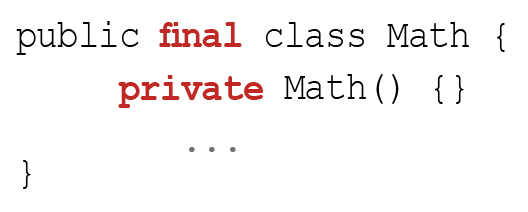 public final class Math {
private Math() {}
...
}